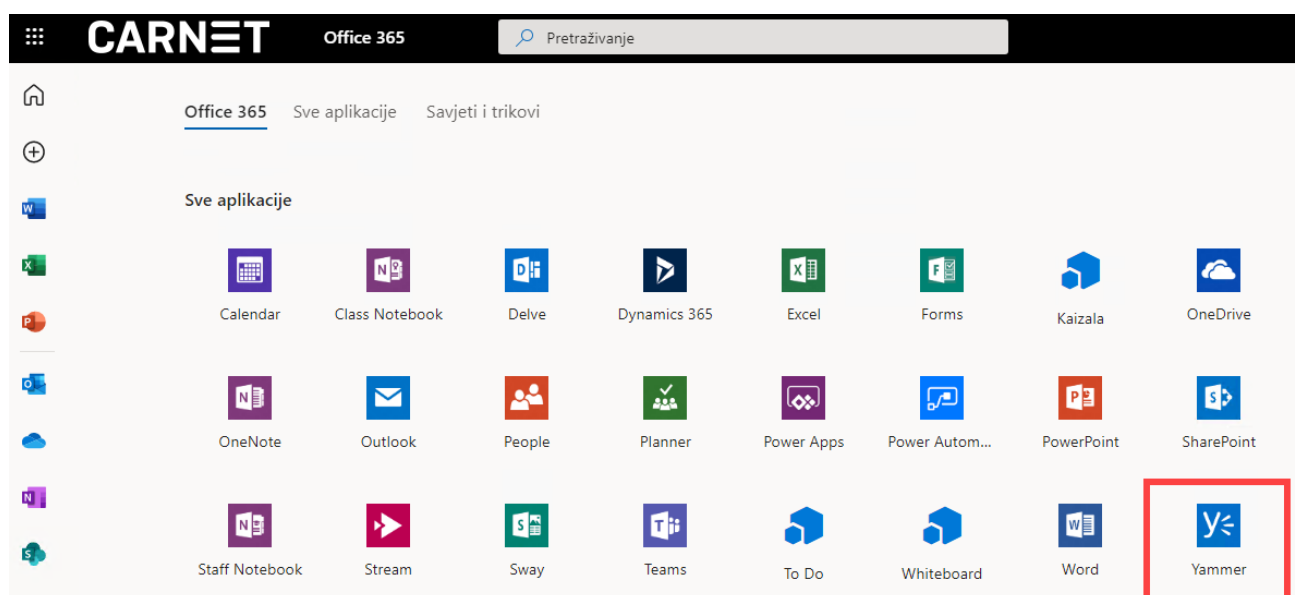 CARNET Office 365 Pretraživanje
Office 365 Sve aplikacije Savjeti i trikovi
Sve aplikacije
Calendar Class Notebook Delve Dynamics 365 Excel Forms Kaizala OneDrive
OneNote Outlook People Planner Power Apps Power Autom... PowerPoint SharePoint
Staff Notebook Stream Sway Teams To Do Whiteboard Word Yammer